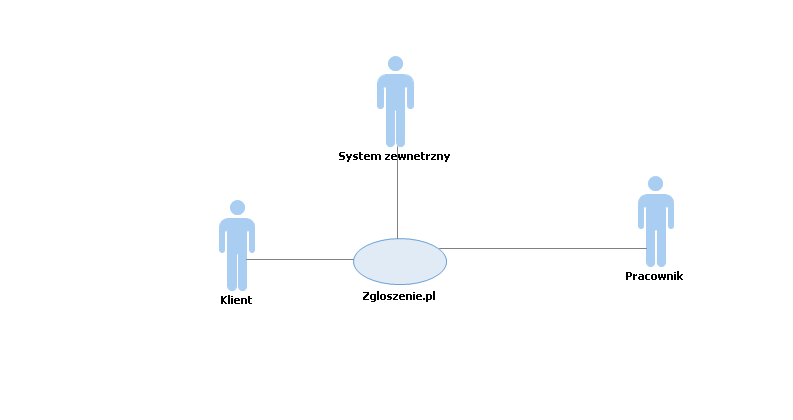 System zewnetrzny
Pracownik
Klient
Zgloszenie.pl